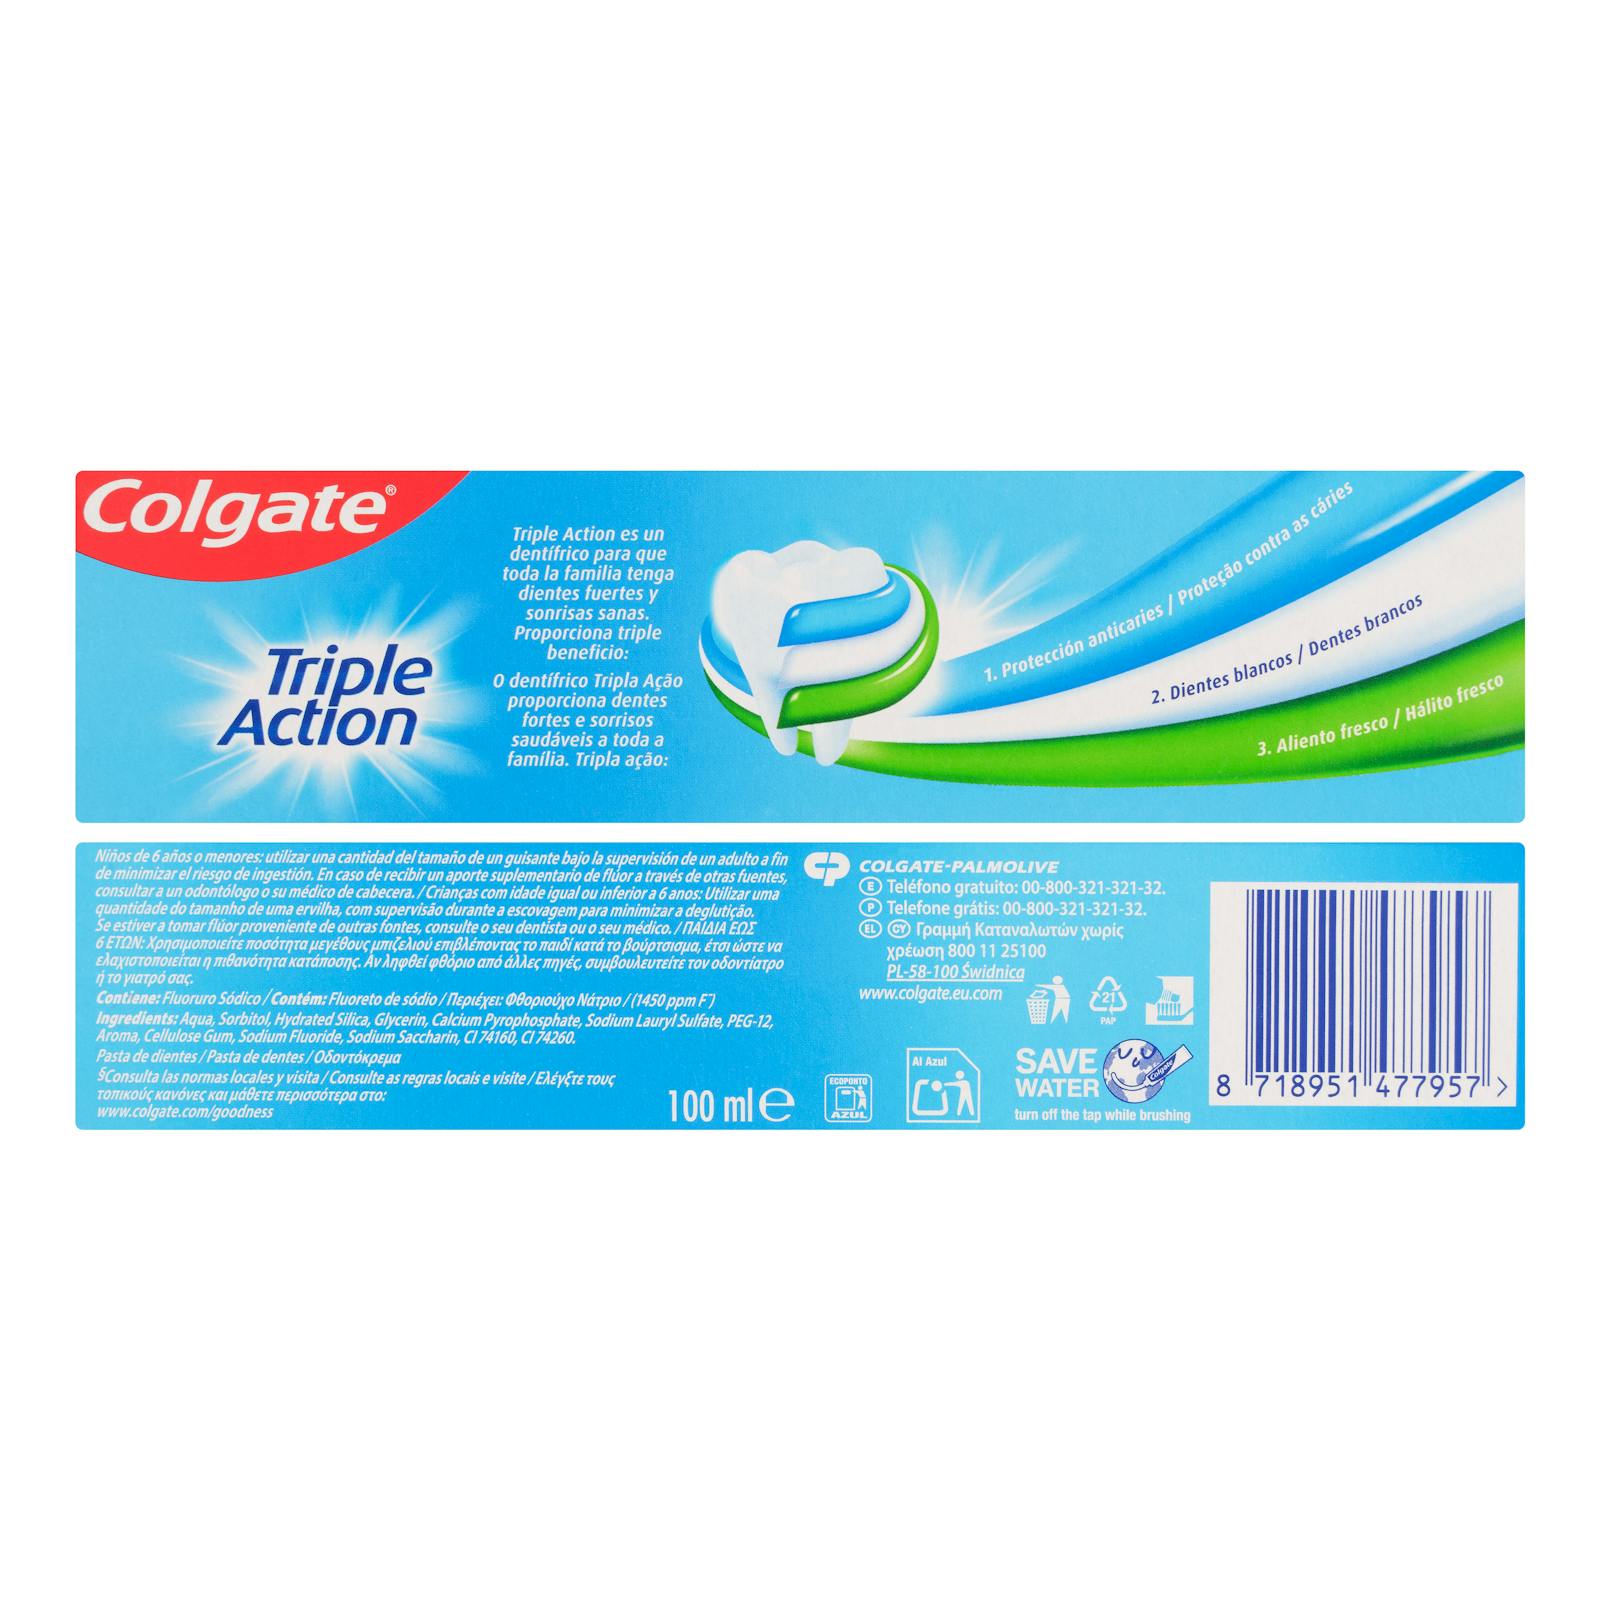 Colgate®
Triple
Action
Triple Action es un
dentífrico para que
toda la familia tenga
dientes fuertes y
sonrisas sanas.
Proporciona triple
beneficio:
O dentífrico Tripla Ação
proporciona dentes
fortes e sorrisos
saudáveis a toda a
família. Tripla ação:
1. Protección anticaries / Proteção contra as cáries
2. Dientes blancos / Dentes brancos
3. Aliento fresco / Hálito fresco
Niños de 6 años o menores: utilizar una cantidad del tamaño de un guisante bajo la supervisión de un adulto a fin
de minimizar el riesgo de ingestión. En caso de recibir un aporte suplementario de flúor a través de otras fuentes,
consultar a un odontólogo o su médico de cabecera. / Crianças com idade igual ou inferior a 6 anos: Utilizar uma
quantidade do tamanho de uma ervilha, com supervisão durante a escovagem para minimizar a deglutição.
Se estiver a tomar flúor proveniente de outras fontes, consulte o seu dentista ou o seu médico. / ΠΑΙΔΙΑ ΕΩΣ
6 ΕΤΩΝ: Χρησιμοποιείτε ποσότητα μεγέθους μπιζελιού επιβλέποντας το παιδί κατά το βούρτσισμα, έτσι ώστε να
ελαχιστοποιείται η πιθανότητα κατάποσης. Αν ληφθεί φθόριο από άλλες πηγές, συμβουλευτείτε τον οδοντίατρο
ή το γιατρό σας.
Contiene: Fluoruro Sódico / Contém: Fluoreto de sódio / Περιέχει: Φθοριούχο Νάτριο / (1450 ppm F⁻)
Ingredients: Aqua, Sorbitol, Hydrated Silica, Glycerin, Calcium Pyrophosphate, Sodium Lauryl Sulfate, PEG-12,
Aroma, Cellulose Gum, Sodium Fluoride, Sodium Saccharin, CI 74160, CI 74260.
Pasta de dientes / Pasta de dentes / Οδοντόκρεμα
§Consulta las normas locales y visita / Consulte as regras locais e visite / Ελέγξτε τους
τοπικούς κανόνες και μάθετε περισσότερα στο:
www.colgate.com/goodness
100 ml e
CP COLGATE-PALMOLIVE
E Teléfono gratuito: 00-800-321-321-32.
P Telefone grátis: 00-800-321-321-32.
EL CY Γραμμή Καταναλωτών χωρίς
χρέωση 800 11 25100
PL-58-100 Świdnica
www.colgate.eu.com
21
PAP
ECOPONTO
AZUL
Al Azul
SAVE
WATER
Colgate
turn off the tap while brushing
8 718951 477957 >